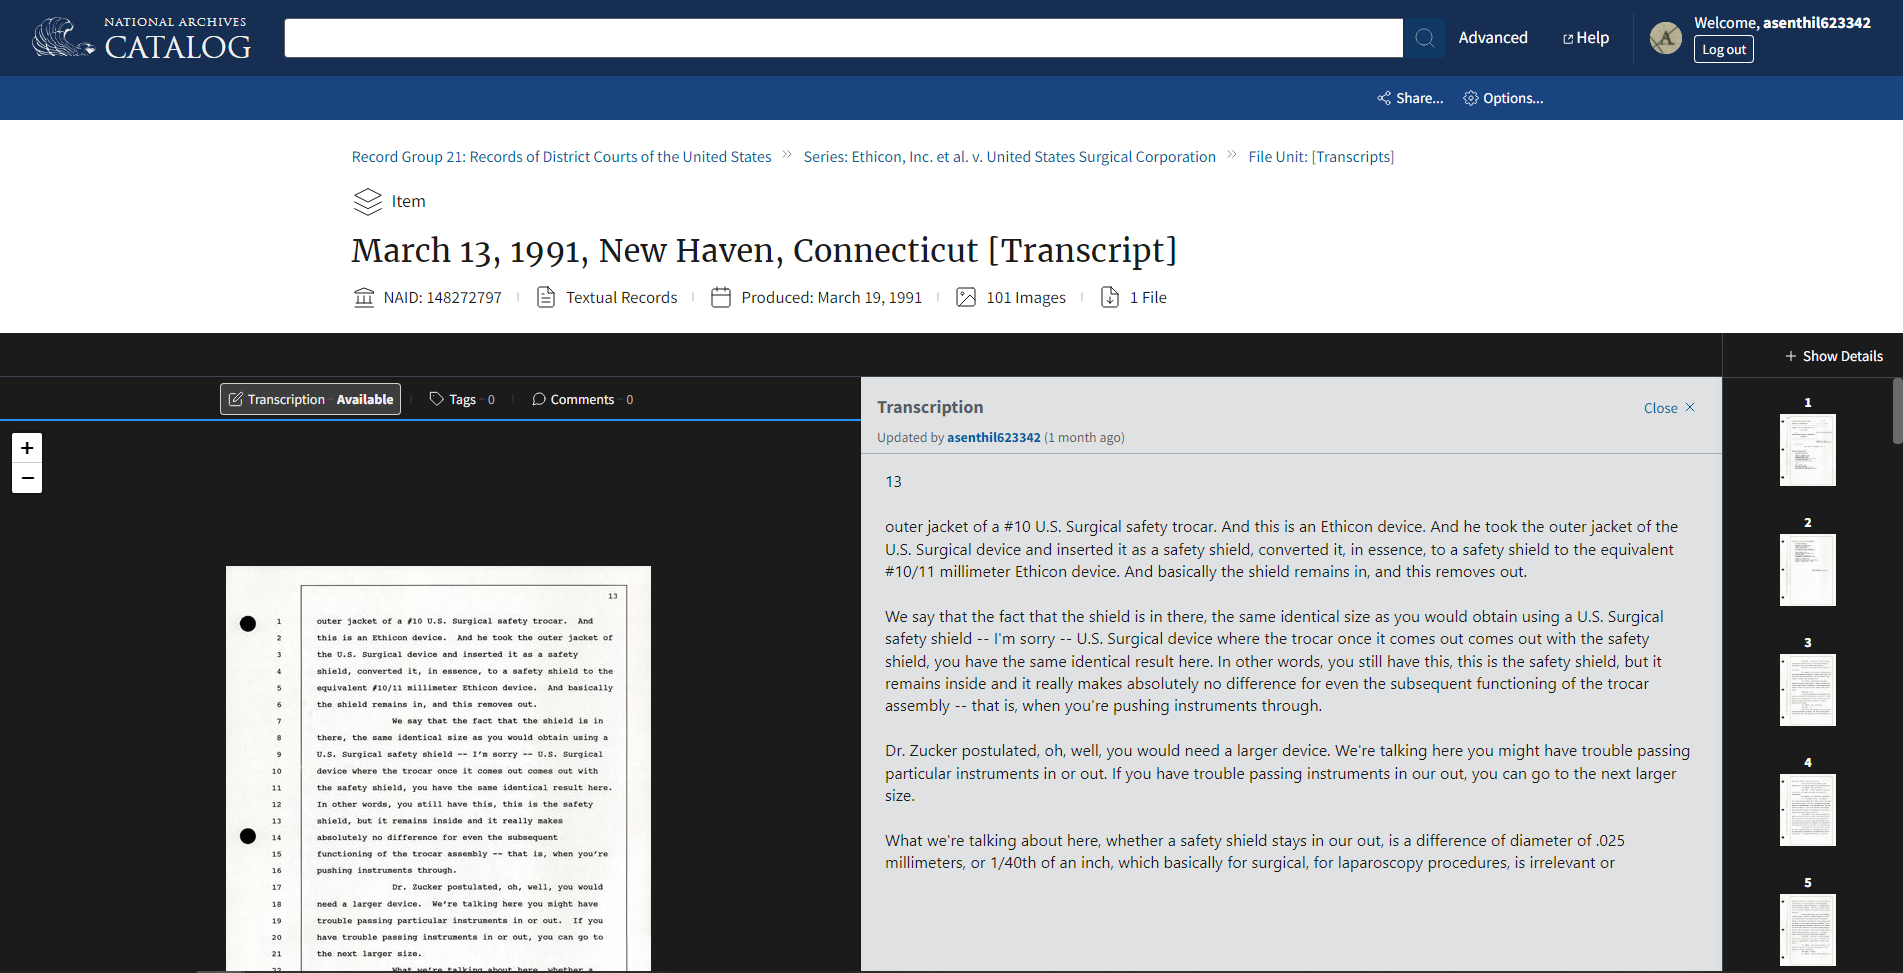 NATIONAL ARCHIVES
CATALOG
Advanced
Help
Welcome, asenthil623342
Log out
Share...
Options...
Record Group 21: Records of District Courts of the United States » Series: Ethicon, Inc. et al. v. United States Surgical Corporation » File Unit: [Transcripts]
Item
March 13, 1991, New Haven, Connecticut [Transcript]
NAID: 148272797 | Textual Records | Produced: March 19, 1991 | 101 Images | 1 File
+ Show Details
Transcription - Available | Tags - 0 | Comments - 0
+
−
13
1 outer jacket of a #10 U.S. Surgical safety trocar. And
2 this is an Ethicon device. And he took the outer jacket of
3 the U.S. Surgical device and inserted it as a safety
4 shield, converted it, in essence, to a safety shield to the
5 equivalent #10/11 millimeter Ethicon device. And basically
6 the shield remains in, and this removes out.
7 We say that the fact that the shield is in
8 there, the same identical size as you would obtain using a
9 U.S. Surgical safety shield -- I'm sorry -- U.S. Surgical
10 device where the trocar once it comes out comes out with
11 the safety shield, you have the same identical result here.
12 In other words, you still have this, this is the safety
13 shield, but it remains inside and it really makes
14 absolutely no difference for even the subsequent
15 functioning of the trocar assembly -- that is, when you're
16 pushing instruments through.
17 Dr. Zucker postulated, oh, well, you would
18 need a larger device. We're talking here you might have
19 trouble passing particular instruments in or out. If you
20 have trouble passing instruments in or out, you can go to
21 the next larger size.
22 What we're talking about here, whether a
Transcription
Close ×
Updated by asenthil623342 (1 month ago)
13
outer jacket of a #10 U.S. Surgical safety trocar. And this is an Ethicon device. And he took the outer jacket of the
U.S. Surgical device and inserted it as a safety shield, converted it, in essence, to a safety shield to the equivalent
#10/11 millimeter Ethicon device. And basically the shield remains in, and this removes out.
We say that the fact that the shield is in there, the same identical size as you would obtain using a U.S. Surgical
safety shield -- I'm sorry -- U.S. Surgical device where the trocar once it comes out comes out with the safety
shield, you have the same identical result here. In other words, you still have this, this is the safety shield, but it
remains inside and it really makes absolutely no difference for even the subsequent functioning of the trocar
assembly -- that is, when you're pushing instruments through.
Dr. Zucker postulated, oh, well, you would need a larger device. We're talking here you might have trouble passing
particular instruments in or out. If you have trouble passing instruments in our out, you can go to the next larger
size.
What we're talking about here, whether a safety shield stays in our out, is a difference of diameter of .025
millimeters, or 1/40th of an inch, which basically for surgical, for laparoscopy procedures, is irrelevant or
1
2
3
4
5